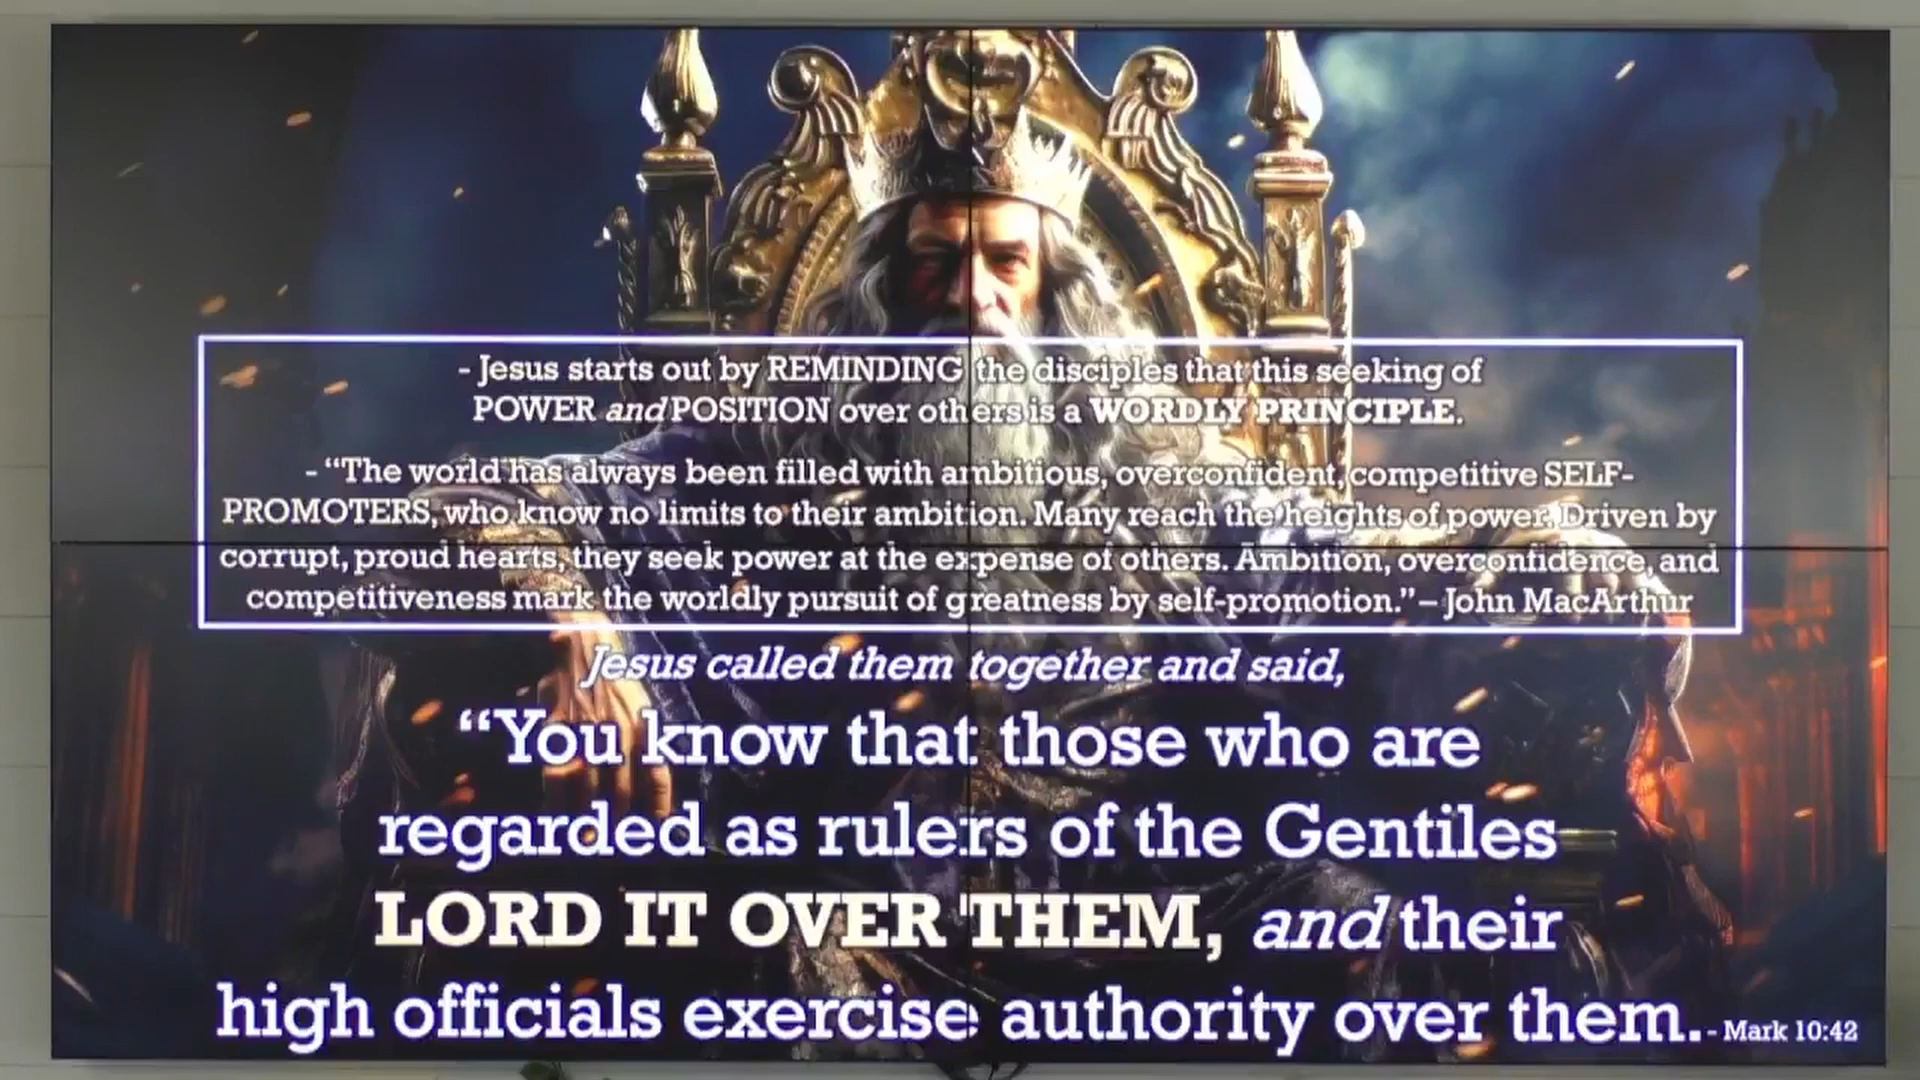 - Jesus starts out by REMINDING the disciples that this seeking of
POWER and POSITION over others is a WORDLY PRINCIPLE.
- “The world has always been filled with ambitious, overconfident, competitive SELF-
PROMOTERS, who know no limits to their ambition. Many reach the heights of power. Driven by
corrupt, proud hearts, they seek power at the expense of others. Ambition, overconfidence, and
competitiveness mark the worldly pursuit of greatness by self-promotion.” – John MacArthur
Jesus called them together and said,
“You know that those who are
regarded as rulers of the Gentiles
LORD IT OVER THEM, and their
high officials exercise authority over them. - Mark 10:42